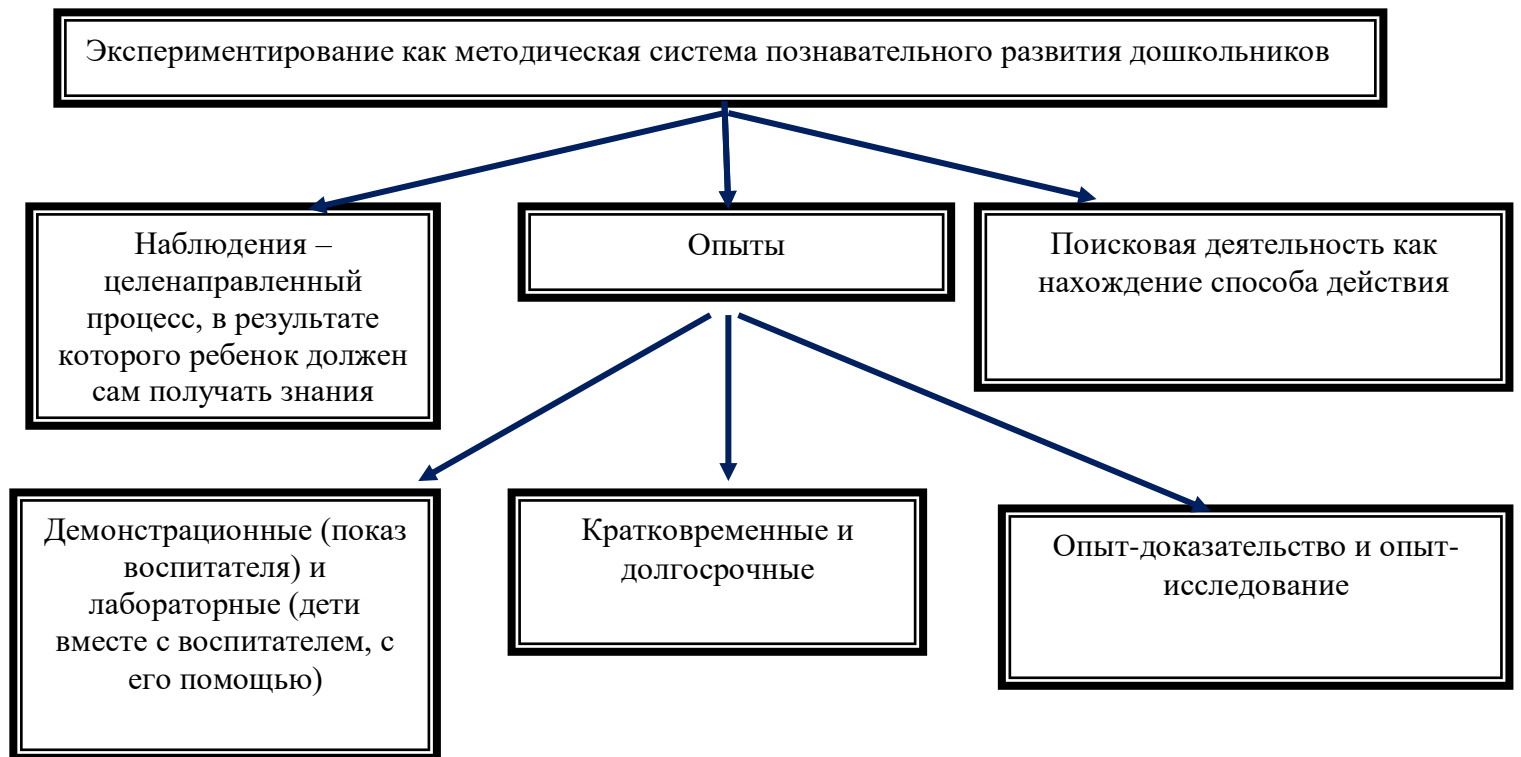 Экспериментирование как методическая система познавательного развития дошкольников
Наблюдения –
целенаправленный
процесс, в результате
которого ребенок должен
сам получать знания
Опыты
Поисковая деятельность как
нахождение способа действия
Демонстрационные (показ
воспитателя) и
лабораторные (дети
вместе с воспитателем, с
его помощью)
Кратковременные и
долгосрочные
Опыт-доказательство и опыт-
исследование